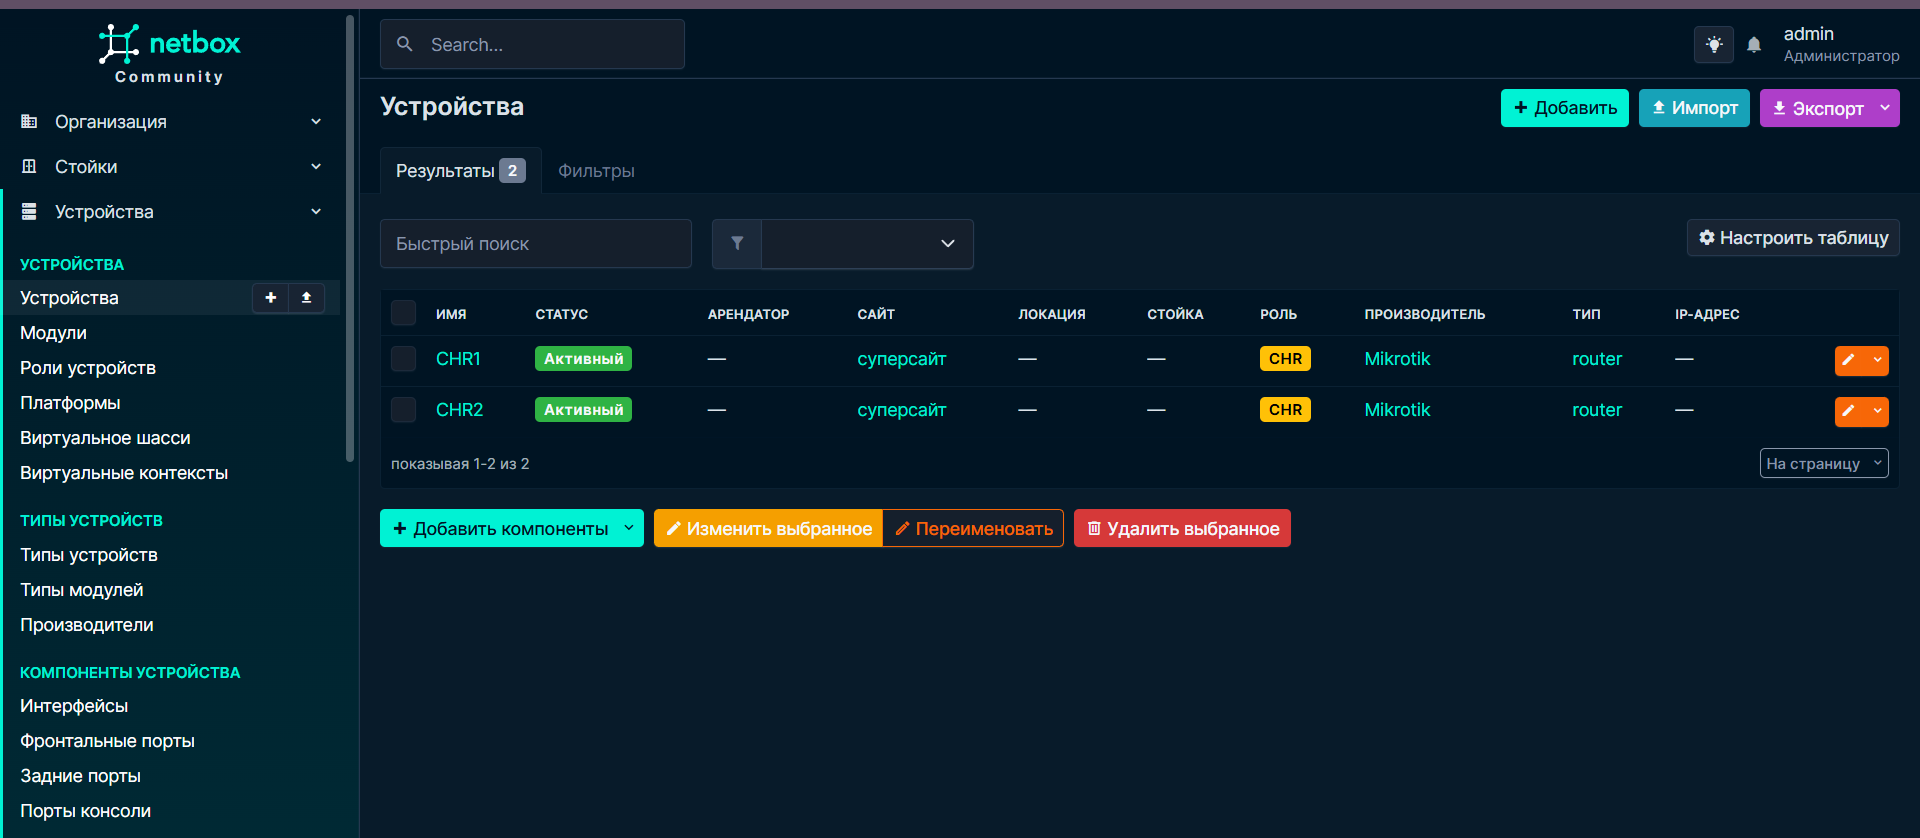 netbox
Community
Организация
Стойки
Устройства
УСТРОЙСТВА
Устройства
Модули
Роли устройств
Платформы
Виртуальное шасси
Виртуальные контексты
ТИПЫ УСТРОЙСТВ
Типы устройств
Типы модулей
Производители
КОМПОНЕНТЫ УСТРОЙСТВА
Интерфейсы
Фронтальные порты
Задние порты
Порты консоли
Search...
admin
Администратор
Устройства
Добавить Импорт Экспорт
Результаты 2 Фильтры
Быстрый поиск
Настроить таблицу
ИМЯ СТАТУС АРЕНДАТОР САЙТ ЛОКАЦИЯ СТОЙКА РОЛЬ ПРОИЗВОДИТЕЛЬ ТИП IP-АДРЕС
CHR1 Активный — суперсайт — — CHR Mikrotik router —
CHR2 Активный — суперсайт — — CHR Mikrotik router —
показывая 1-2 из 2
На страницу
Добавить компоненты Изменить выбранное Переименовать Удалить выбранное